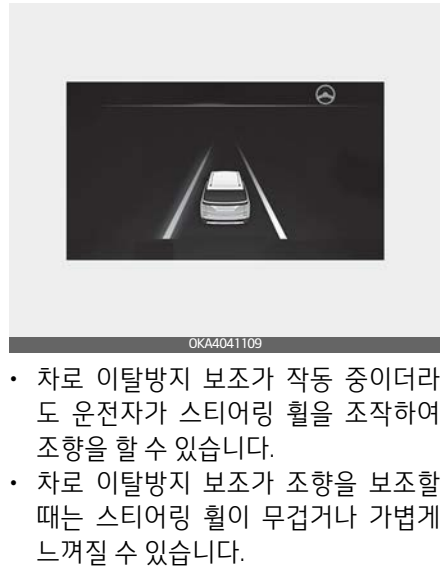 OKA4041109
• 차로 이탈방지 보조가 작동 중이더라
도 운전자가 스티어링 휠을 조작하여
조향을 할 수 있습니다.
• 차로 이탈방지 보조가 조향을 보조할
때는 스티어링 휠이 무겁거나 가볍게
느껴질 수 있습니다.